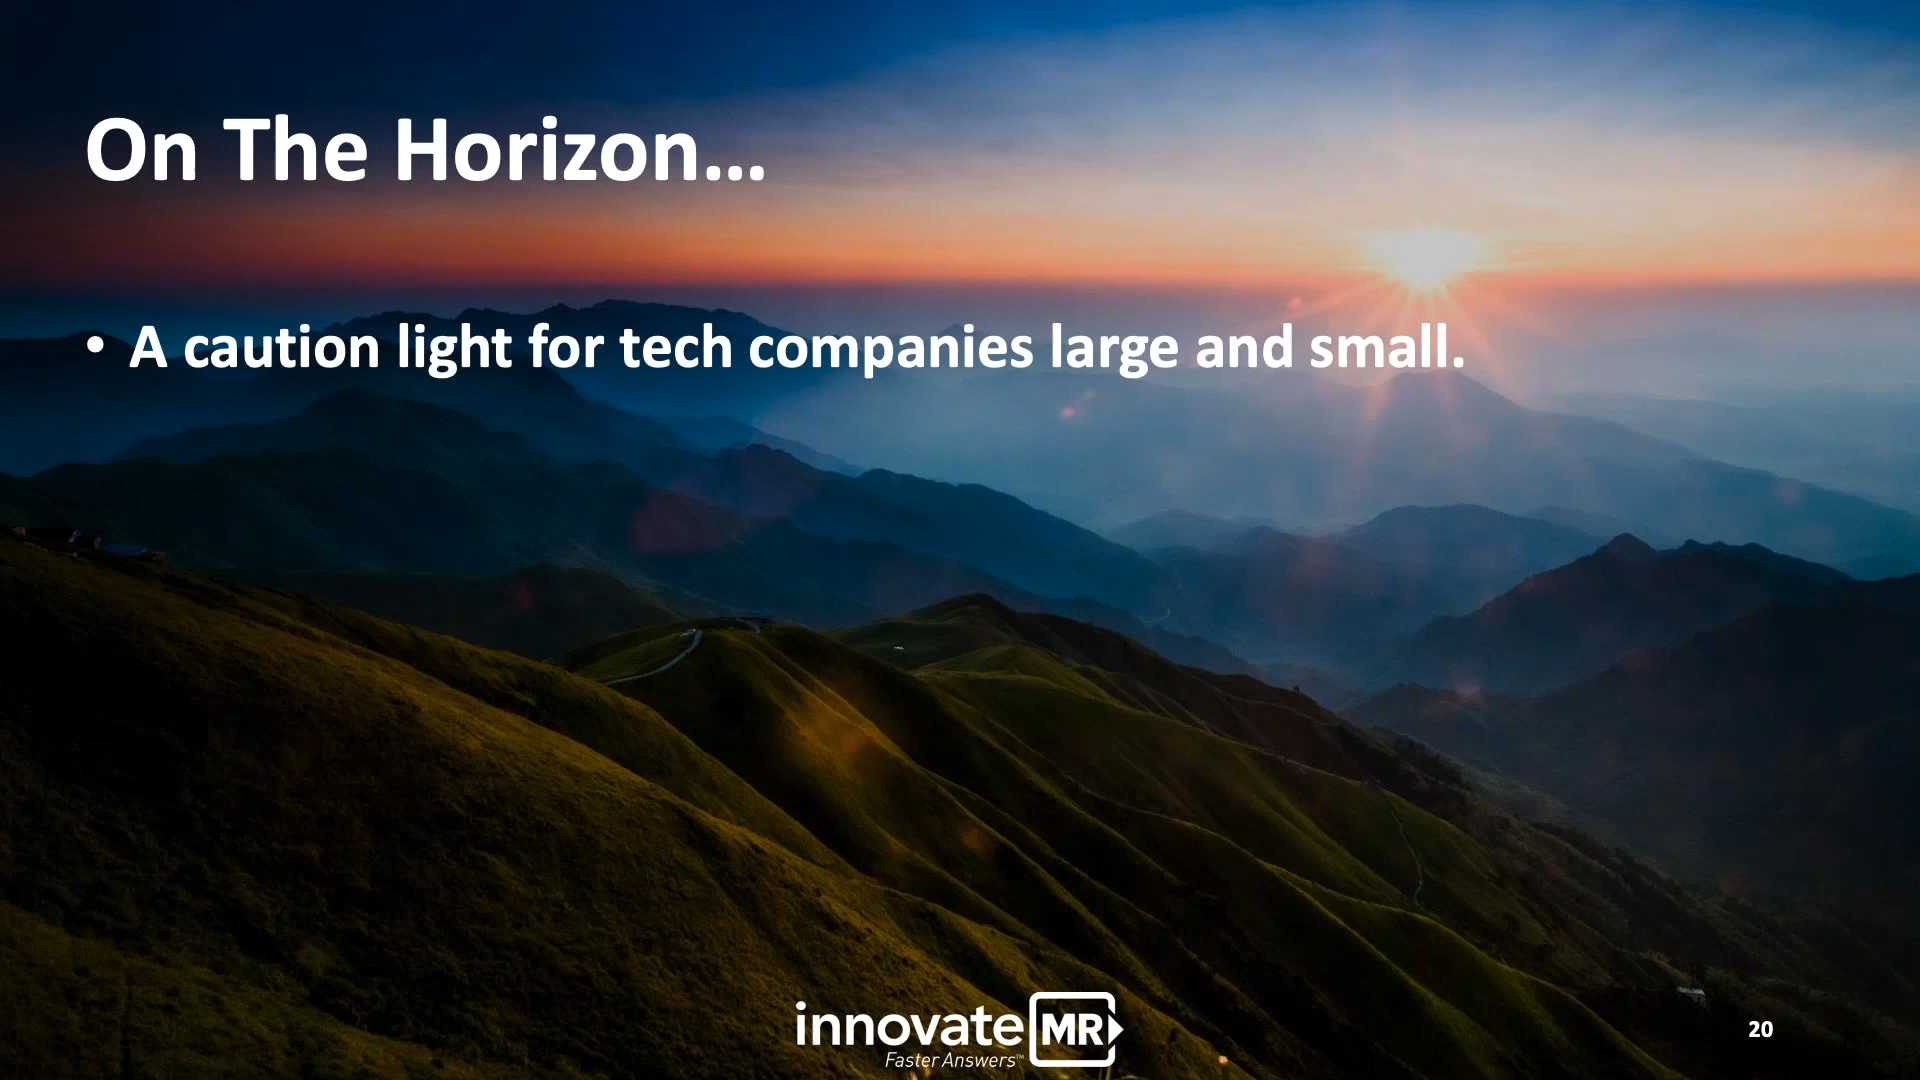 On The Horizon…
• A caution light for tech companies large and small.
innovate MR
Faster Answers™
20